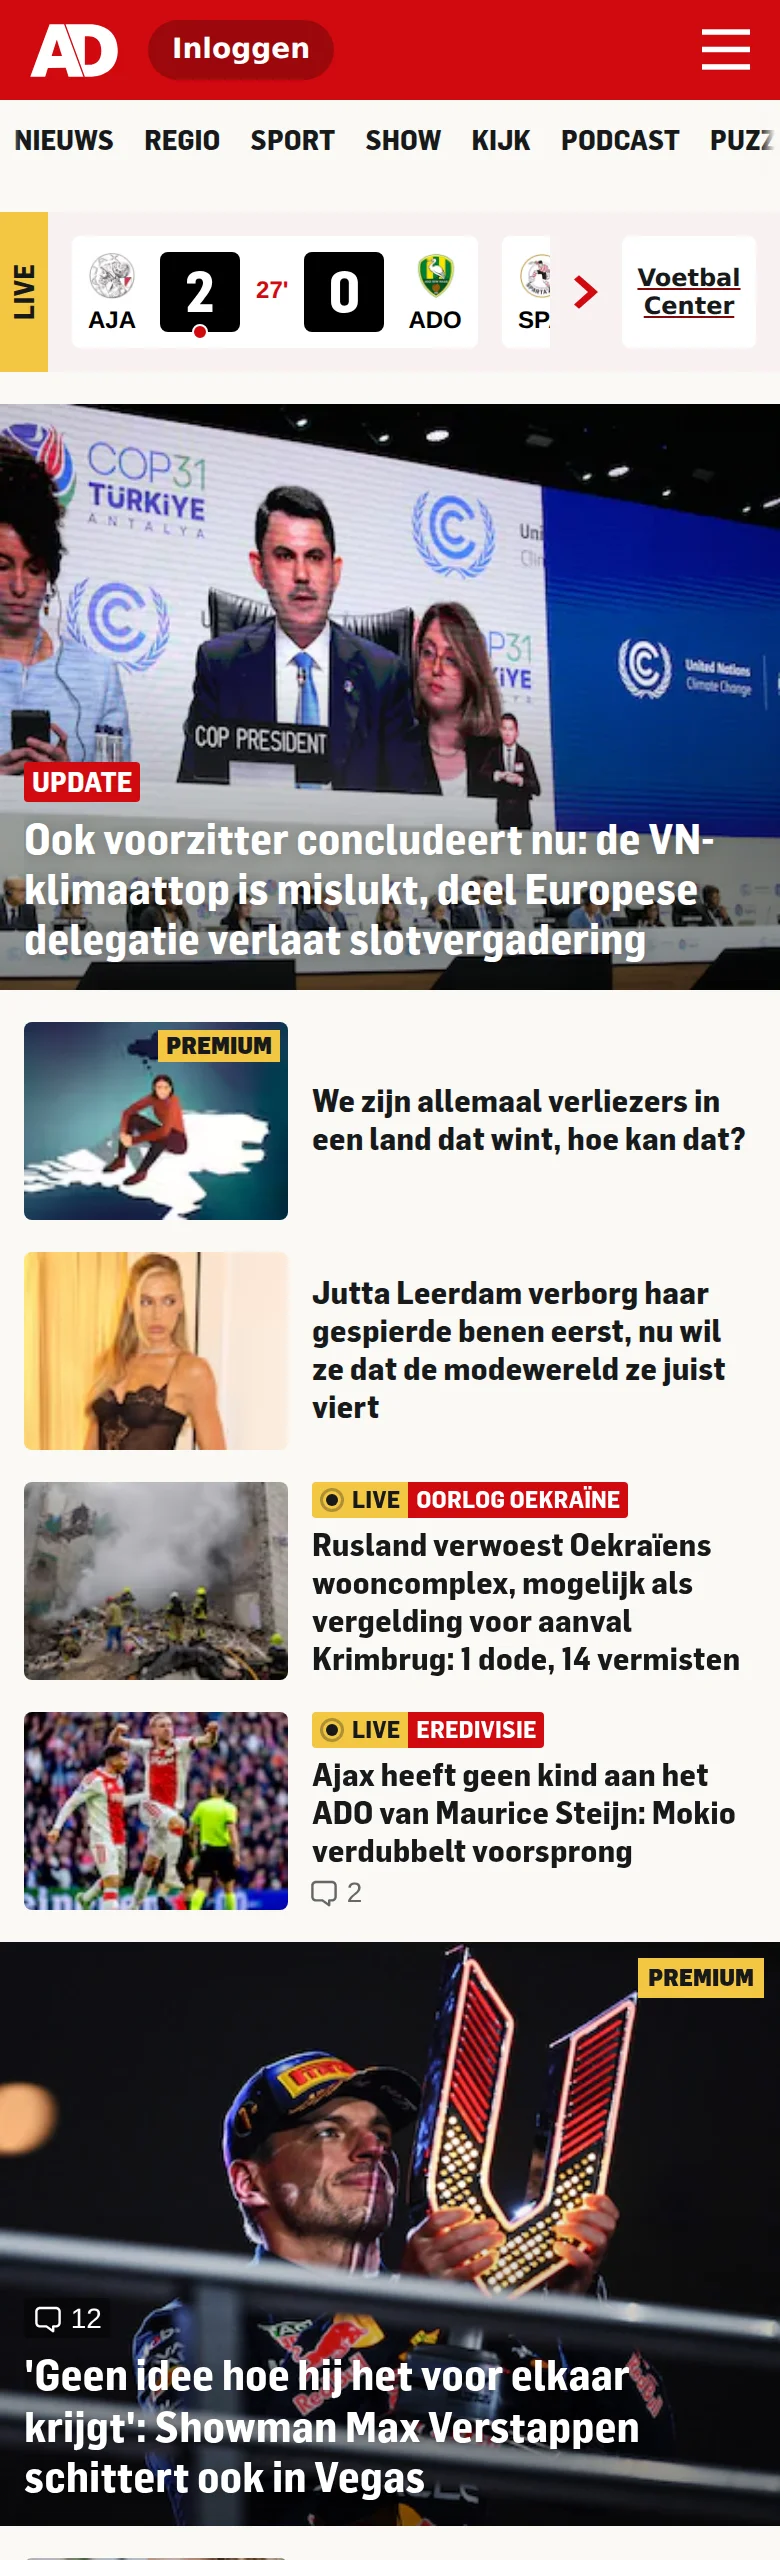 AD
Inloggen
NIEUWS REGIO SPORT SHOW KIJK PODCAST PUZZ
LIVE
AJA
2
27'
0
ADO
SPA
Voetbal
Center
COP31
TÜRKİYE
ANTALYA
United Nations
Climate Change
COP PRESIDENT
UPDATE
Ook voorzitter concludeert nu: de VN-
klimaattop is mislukt, deel Europese
delegatie verlaat slotvergadering
PREMIUM
We zijn allemaal verliezers in
een land dat wint, hoe kan dat?
Jutta Leerdam verborg haar
gespierde benen eerst, nu wil
ze dat de modewereld ze juist
viert
LIVE OORLOG OEKRAÏNE
Rusland verwoest Oekraïens
wooncomplex, mogelijk als
vergelding voor aanval
Krimbrug: 1 dode, 14 vermisten
LIVE EREDIVISIE
Ajax heeft geen kind aan het
ADO van Maurice Steijn: Mokio
verdubbelt voorsprong
2
PREMIUM
12
'Geen idee hoe hij het voor elkaar
krijgt': Showman Max Verstappen
schittert ook in Vegas